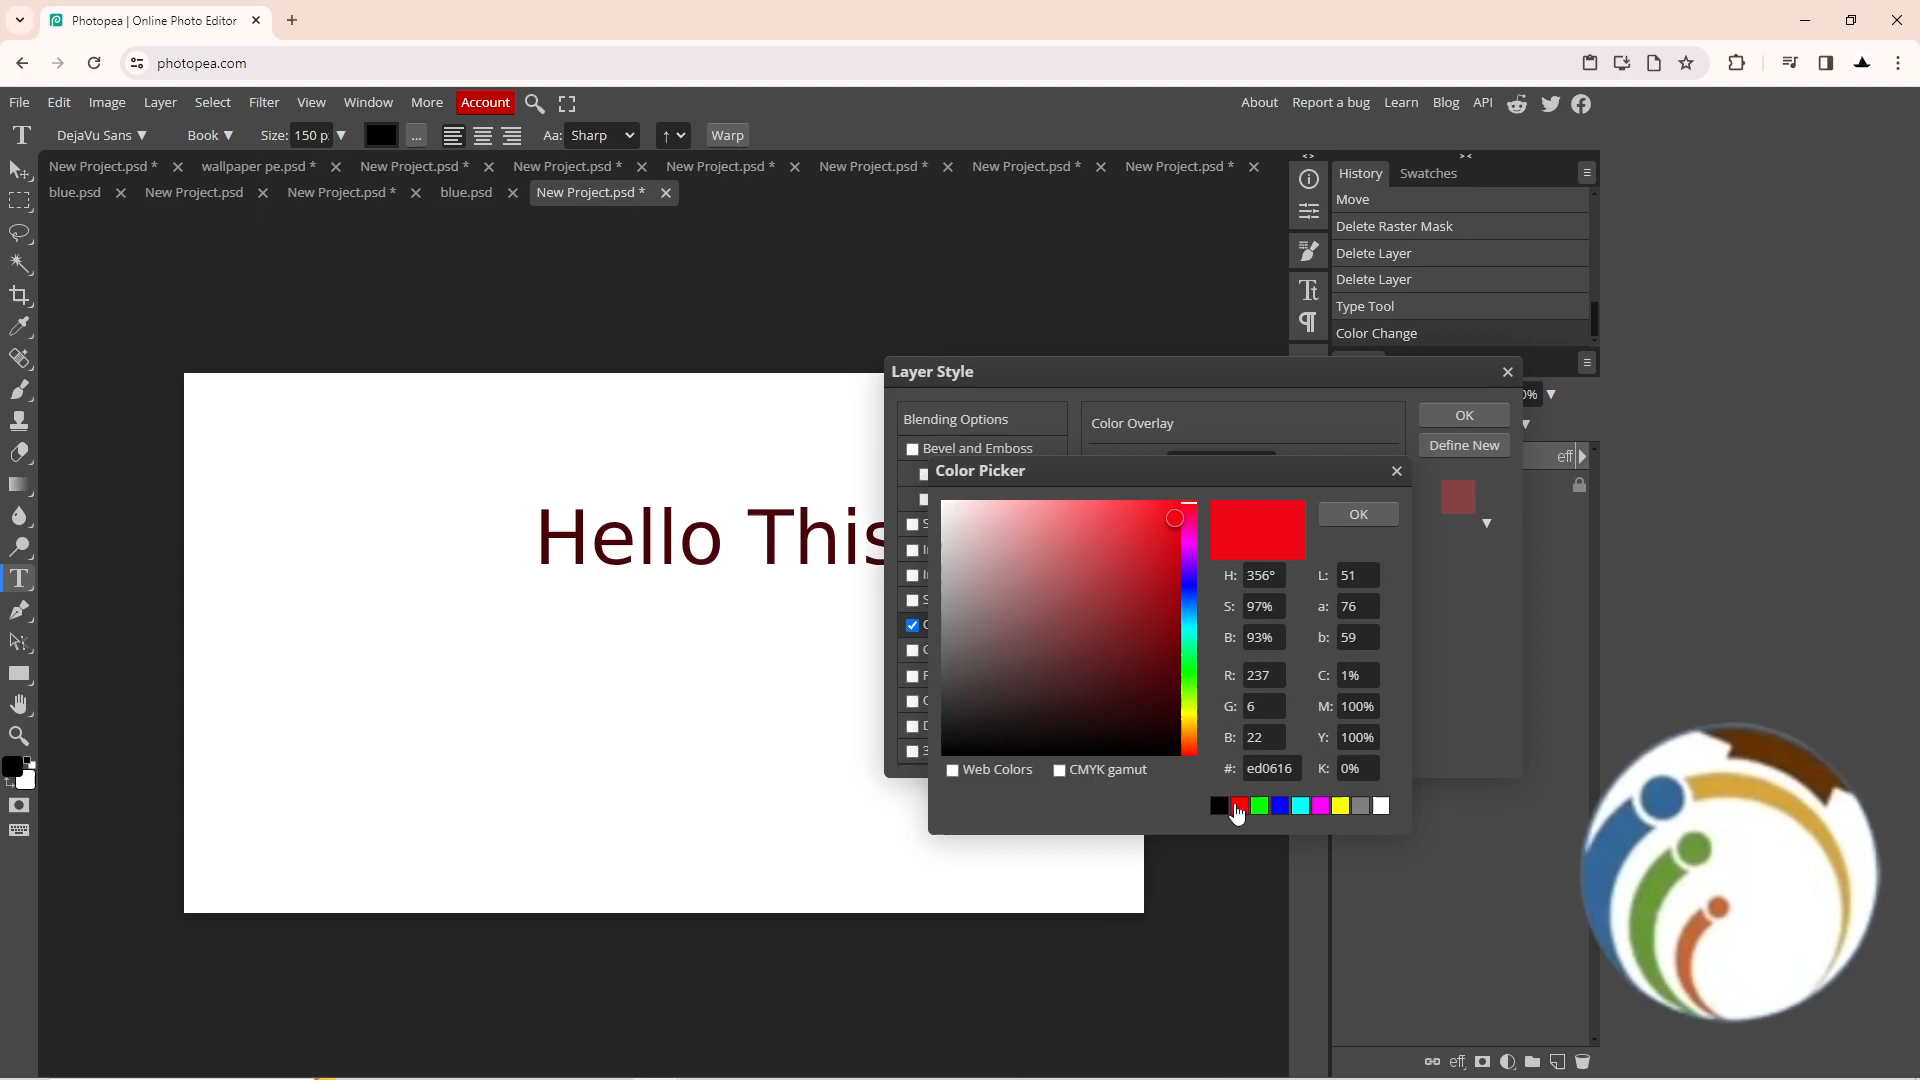 Photopea | Online Photo Editor
photopea.com
File Edit Image Layer Select Filter View Window More Account
About Report a bug Learn Blog API
DejaVu Sans Book Size: 150 p ... Aa: Sharp Warp
New Project.psd * wallpaper pe.psd * New Project.psd * New Project.psd * New Project.psd * New Project.psd * New Project.psd * New Project.psd *
blue.psd New Project.psd New Project.psd * blue.psd New Project.psd *
History Swatches
Move
Delete Raster Mask
Delete Layer
Delete Layer
Type Tool
Color Change
Layer Style
Blending Options
Color Overlay
OK
Define New
Bevel and Emboss
eff
Hello This
Color Picker
OK
H: 356° L: 51
S: 97% a: 76
B: 93% b: 59
R: 237 C: 1%
G: 6 M: 100%
B: 22 Y: 100%
#: ed0616 K: 0%
Web Colors CMYK gamut
eff